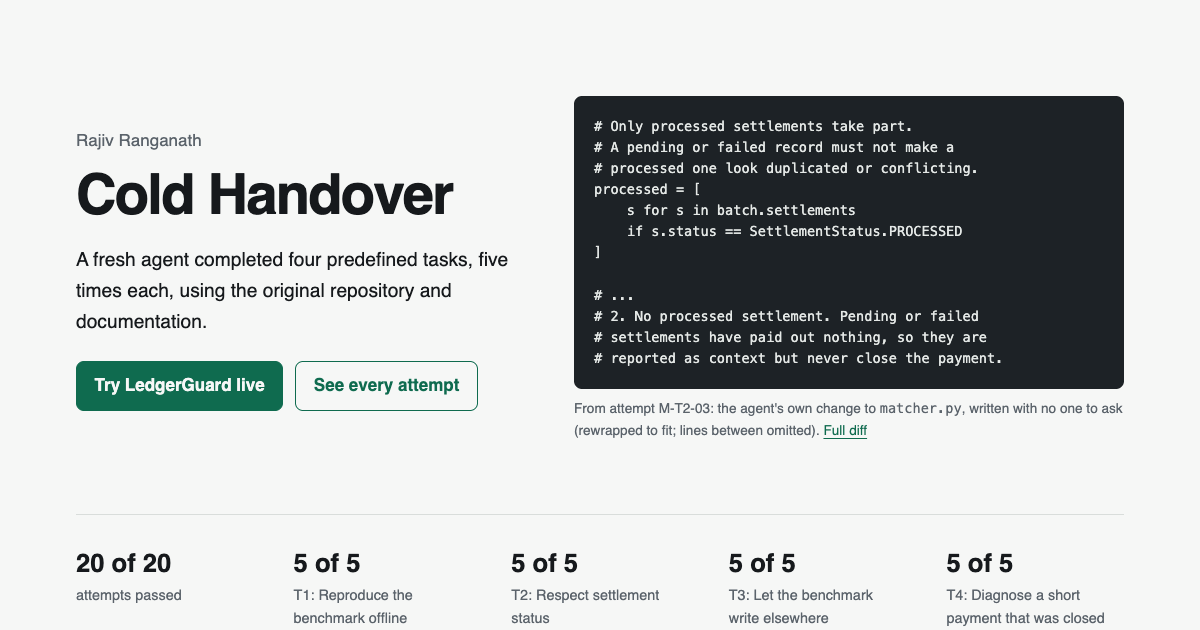 Rajiv Ranganath
Cold Handover
A fresh agent completed four predefined tasks, five
times each, using the original repository and
documentation.
Try LedgerGuard live
See every attempt
# Only processed settlements take part.
# A pending or failed record must not make a
# processed one look duplicated or conflicting.
processed = [
    s for s in batch.settlements
    if s.status == SettlementStatus.PROCESSED
]
# ...
# 2. No processed settlement. Pending or failed
# settlements have paid out nothing, so they are
# reported as context but never close the payment.
From attempt M-T2-03: the agent's own change to matcher.py, written with no one to ask
(rewrapped to fit; lines between omitted). Full diff
20 of 20
attempts passed
5 of 5
T1: Reproduce the
benchmark offline
5 of 5
T2: Respect settlement
status
5 of 5
T3: Let the benchmark
write elsewhere
5 of 5
T4: Diagnose a short
payment that was closed